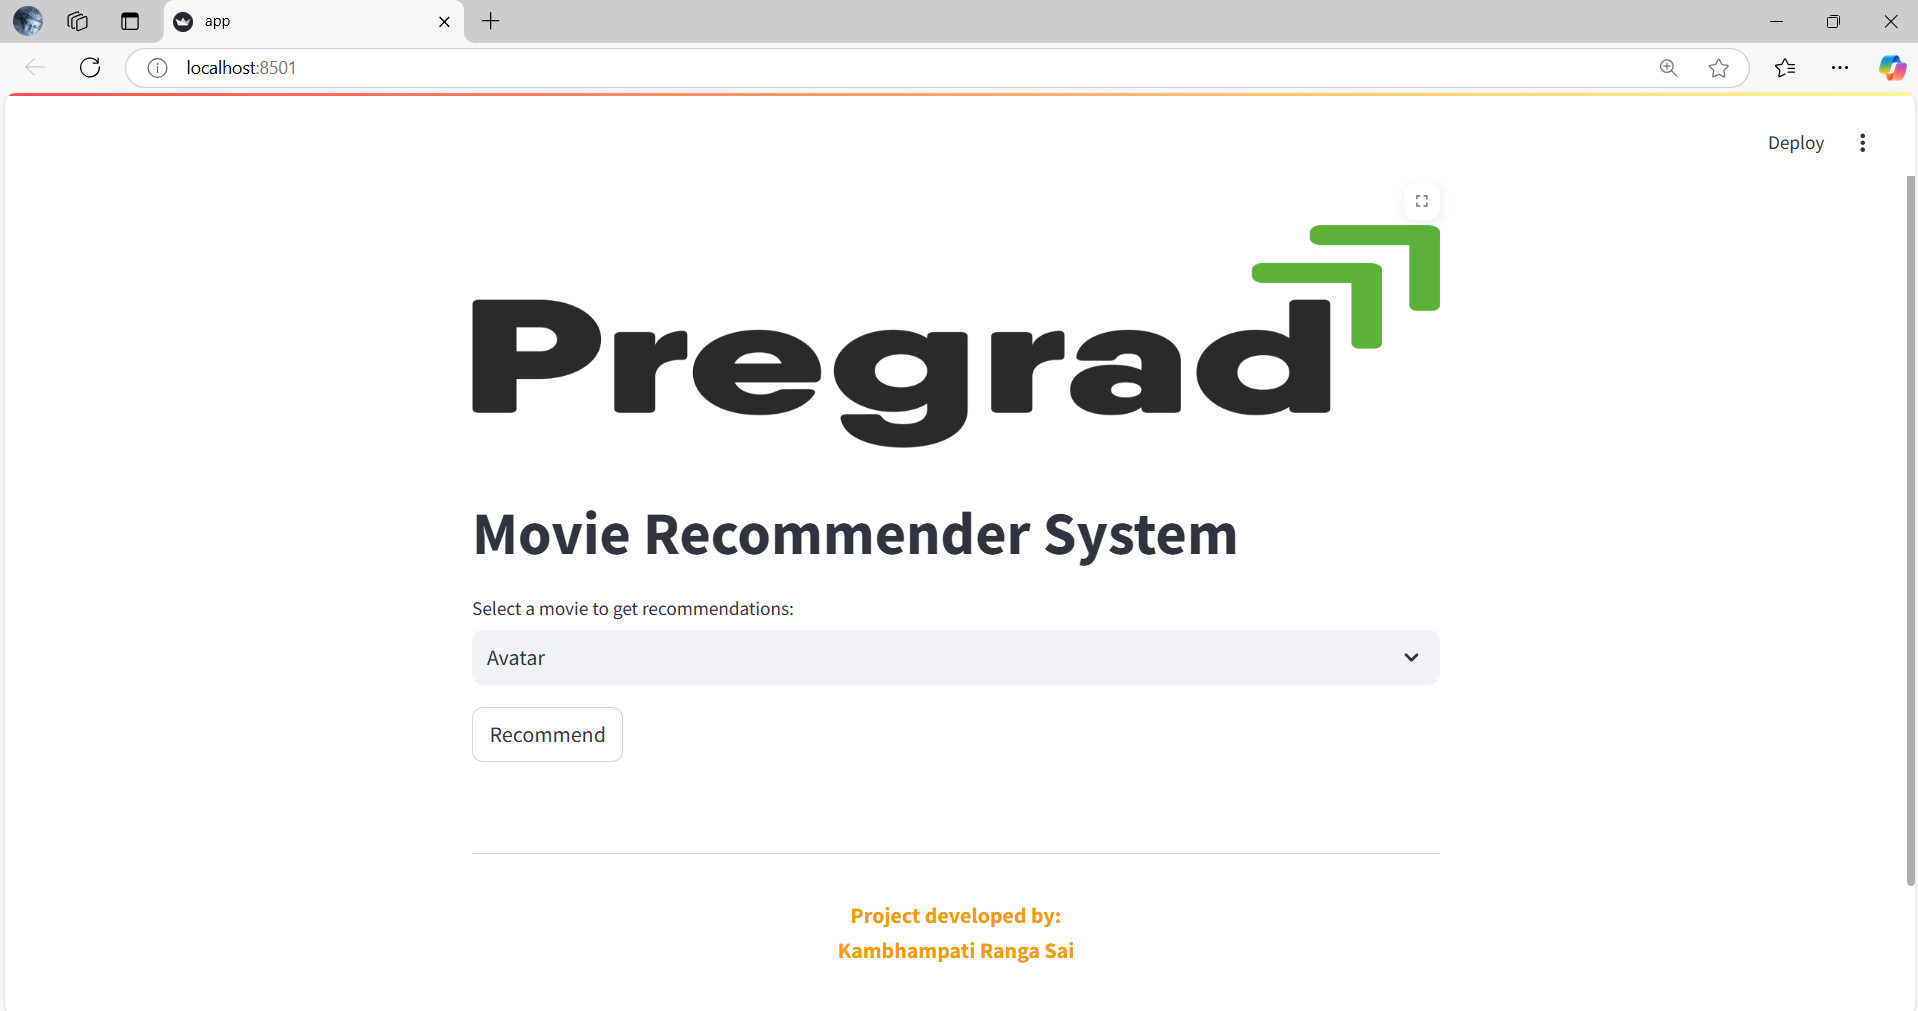 app
localhost:8501
Deploy
Pregrad
Movie Recommender System
Select a movie to get recommendations:
Avatar
Recommend
Project developed by:
Kambhampati Ranga Sai